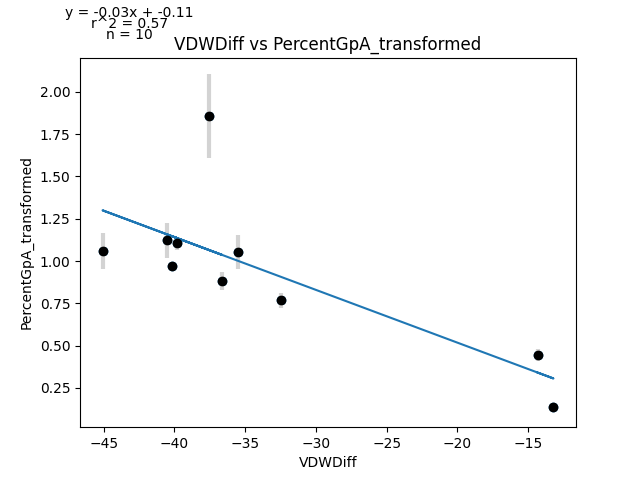 y = -0.03x + -0.11
r^2 = 0.57
n = 10
VDWDiff vs PercentGpA_transformed
PercentGpA_transformed
2.00
1.75
1.50
1.25
1.00
0.75
0.50
0.25
−45
−40
−35
−30
−25
−20
−15
VDWDiff